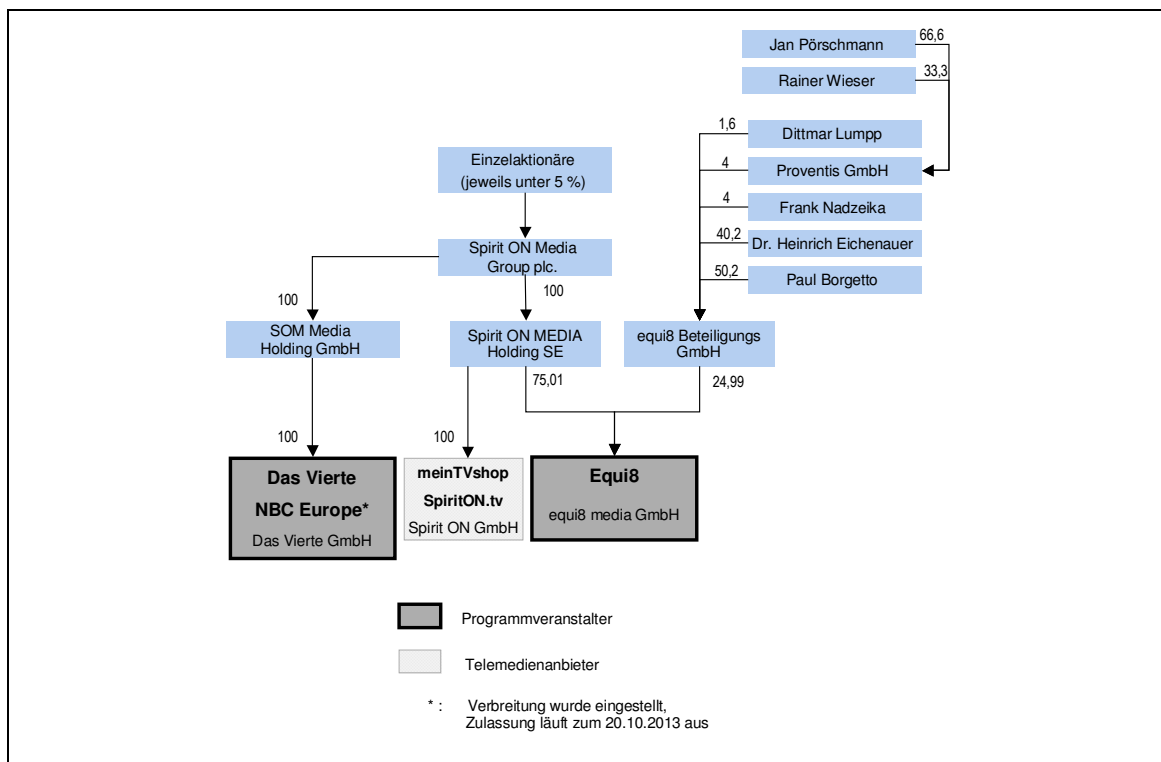 Jan Pörschmann
66,6
Rainer Wieser
33,3
1,6
Dittmar Lumpp
4
Proventis GmbH
4
Frank Nadzeika
40,2
Dr. Heinrich Eichenauer
50,2
Paul Borgetto
Einzelaktionäre
(jeweils unter 5 %)
Spirit ON Media
Group plc.
100
100
SOM Media
Holding GmbH
Spirit ON MEDIA
Holding SE
equi8 Beteiligungs
GmbH
75,01
24,99
100
100
Das Vierte
NBC Europe*
Das Vierte GmbH
meinTVshop
SpiritON.tv
Spirit ON GmbH
Equi8
equi8 media GmbH
Programmveranstalter
Telemedienanbieter
* : Verbreitung wurde eingestellt,
Zulassung läuft zum 20.10.2013 aus